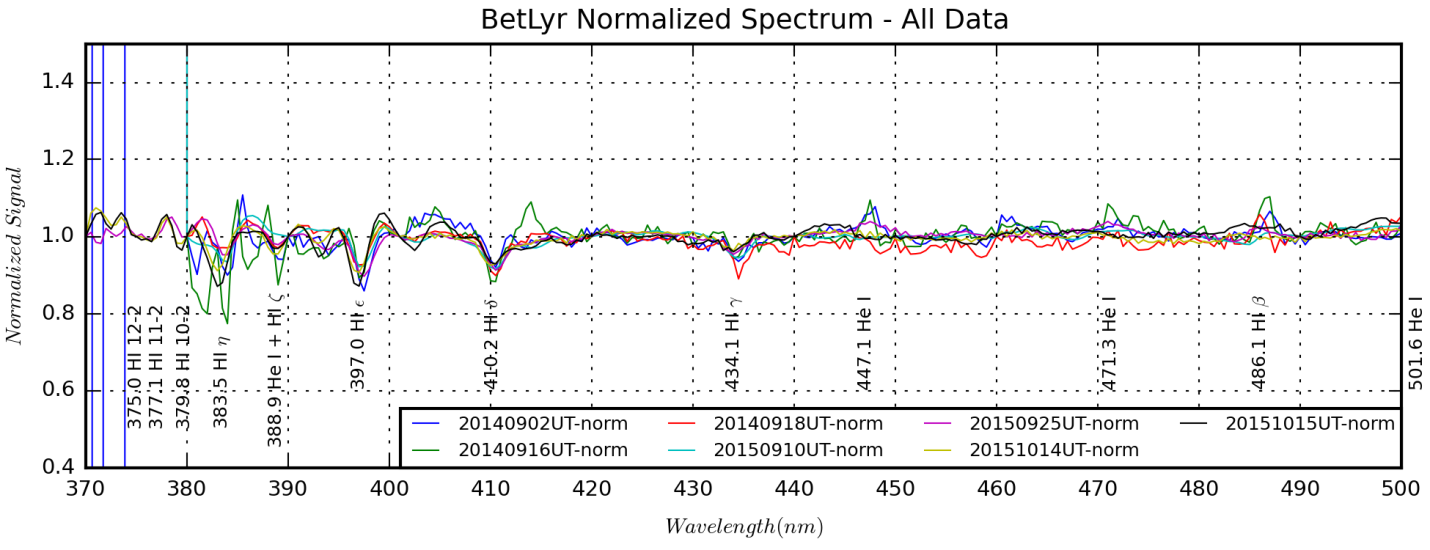 BetLyr Normalized Spectrum - All Data
Normalized Signal
1.4
1.2
1.0
0.8
0.6
0.4
375.0 HI 12-2
377.1 HI 11-2
379.8 HI 10-2
383.5 HI η
388.9 He I + HI ζ
397.0 HI ϵ
410.2 HI δ
434.1 HI γ
447.1 He I
471.3 He I
486.1 HI β
501.6 He I
20140902UT-norm 20140918UT-norm 20150925UT-norm 20151015UT-norm
20140916UT-norm 20150910UT-norm 20151014UT-norm
370 380 390 400 410 420 430 440 450 460 470 480 490 500
Wavelength(nm)